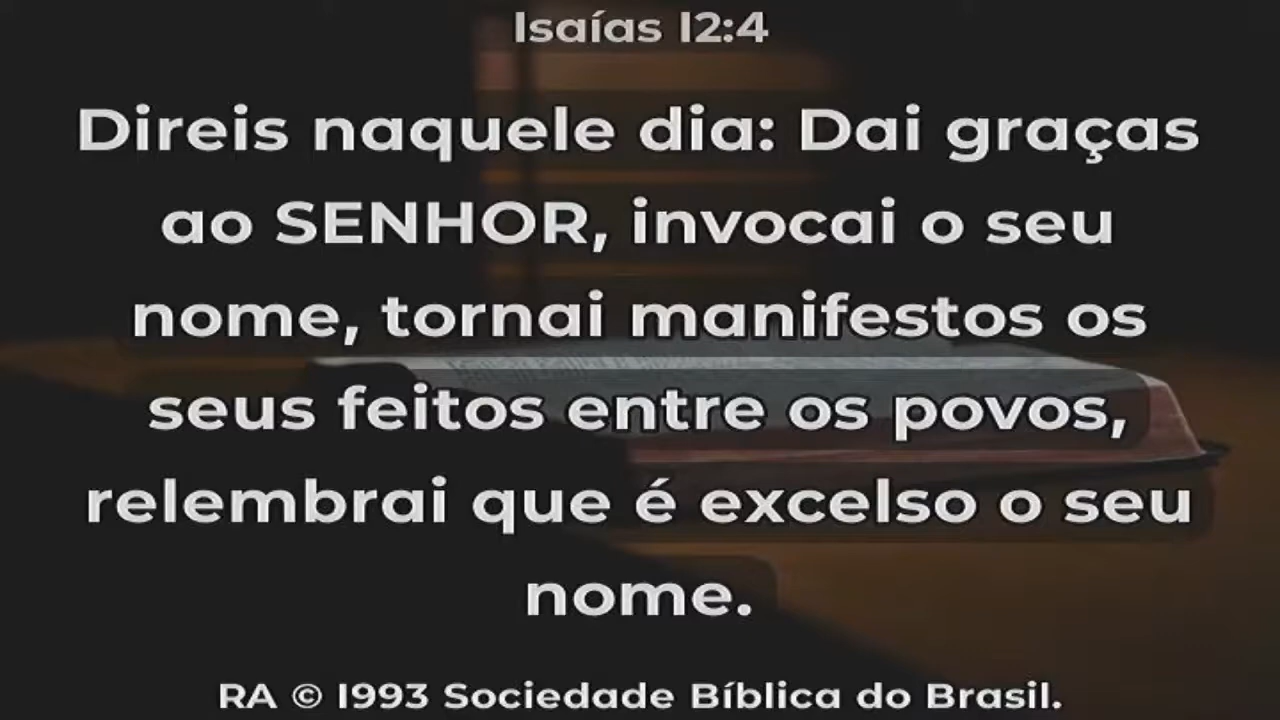 Isaías 12:4
Direis naquele dia: Dai graças
ao SENHOR, invocai o seu
nome, tornai manifestos os
seus feitos entre os povos,
relembrai que é excelso o seu
nome.
RA © 1993 Sociedade Bíblica do Brasil.